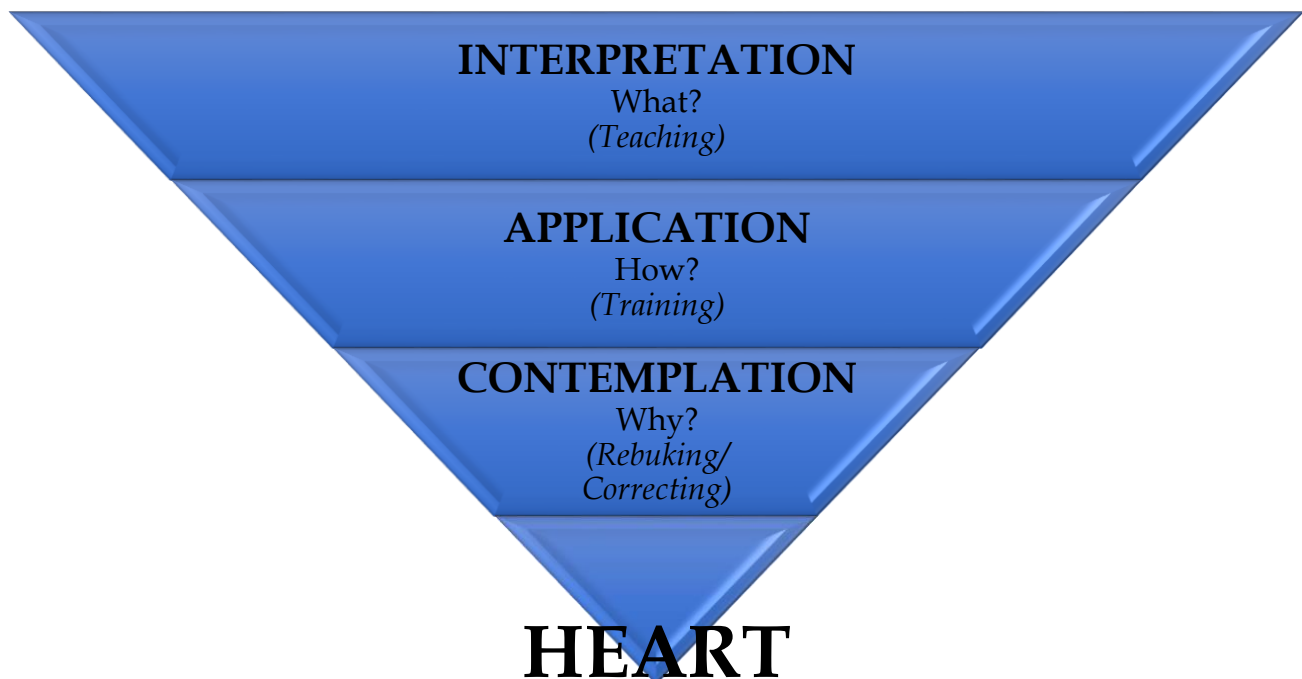 INTERPRETATION
What?
(Teaching)
APPLICATION
How?
(Training)
CONTEMPLATION
Why?
(Rebuking/
Correcting)
HEART